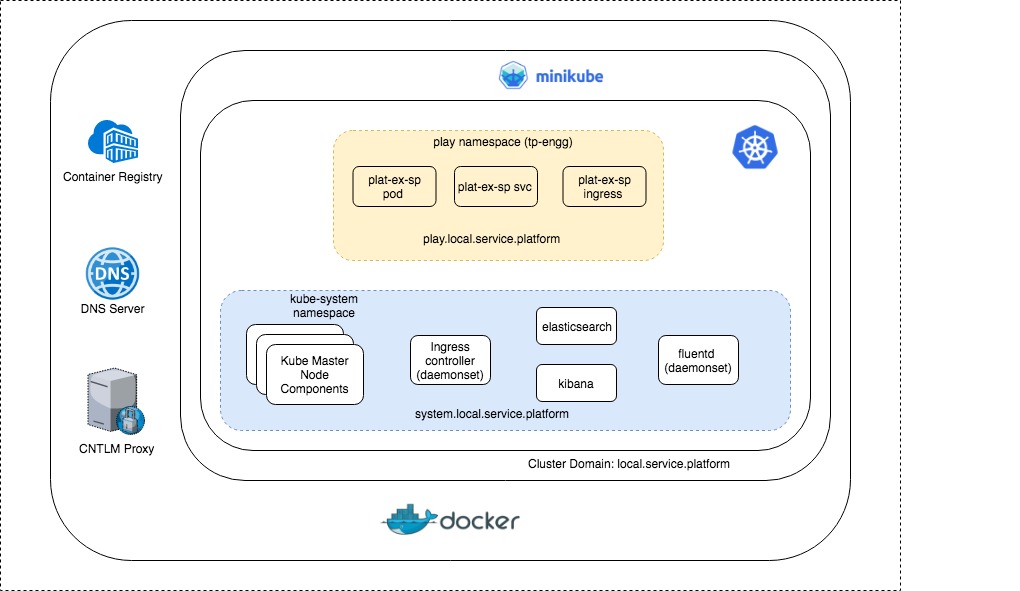 minikube
play namespace (tp-engg)
plat-ex-sp
pod
plat-ex-sp svc
plat-ex-sp
ingress
play.local.service.platform
Container Registry
DNS
DNS Server
CNTLM Proxy
kube-system
namespace
Kube Master
Node
Components
Ingress
controller
(daemonset)
elasticsearch
kibana
fluentd
(daemonset)
system.local.service.platform
Cluster Domain: local.service.platform
docker